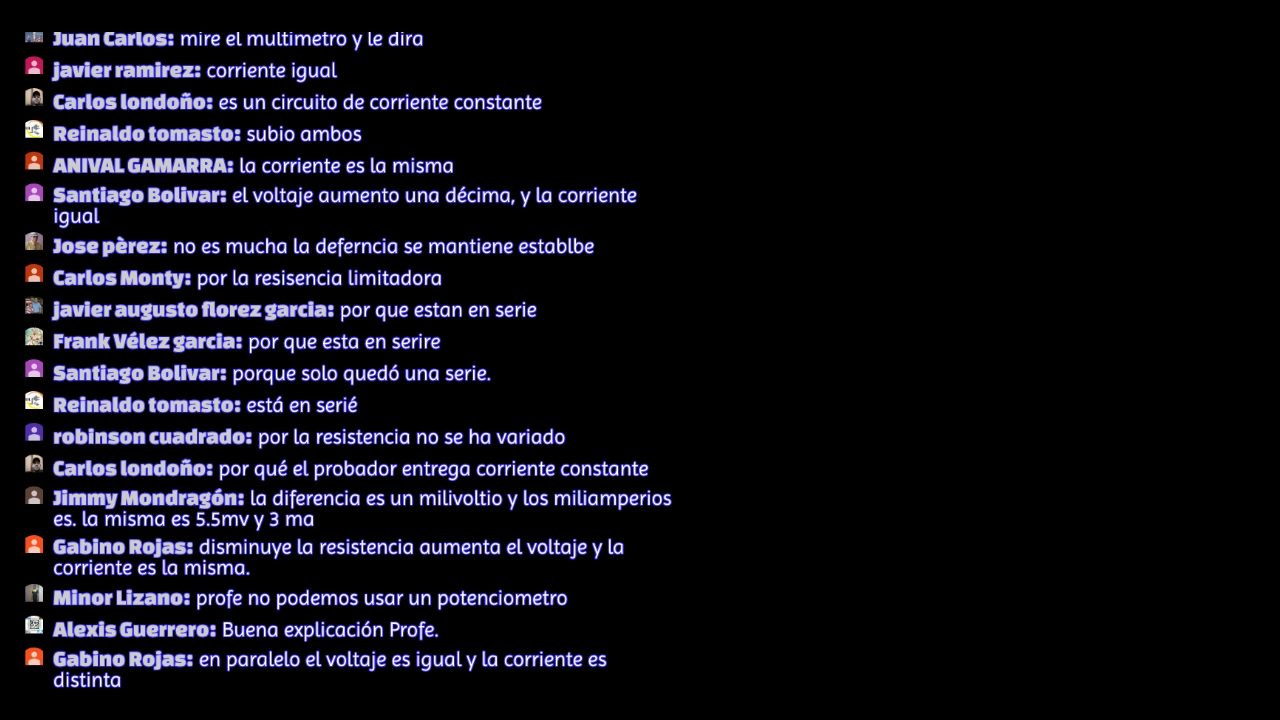 Juan Carlos: mire el multimetro y le dira
javier ramirez: corriente igual
Carlos londoño: es un circuito de corriente constante
Reinaldo tomasto: subio ambos
ANIVAL GAMARRA: la corriente es la misma
Santiago Bolivar: el voltaje aumento una décima, y la corriente
igual
Jose pèrez: no es mucha la deferncia se mantiene establbe
Carlos Monty: por la resisencia limitadora
javier augusto florez garcia: por que estan en serie
Frank Vélez garcia: por que esta en serire
Santiago Bolivar: porque solo quedó una serie.
Reinaldo tomasto: está en serié
robinson cuadrado: por la resistencia no se ha variado
Carlos londoño: por qué el probador entrega corriente constante
Jimmy Mondragón: la diferencia es un milivoltio y los miliamperios
es. la misma es 5.5mv y 3 ma
Gabino Rojas: disminuye la resistencia aumenta el voltaje y la
corriente es la misma.
Minor Lizano: profe no podemos usar un potenciometro
Alexis Guerrero: Buena explicación Profe.
Gabino Rojas: en paralelo el voltaje es igual y la corriente es
distinta